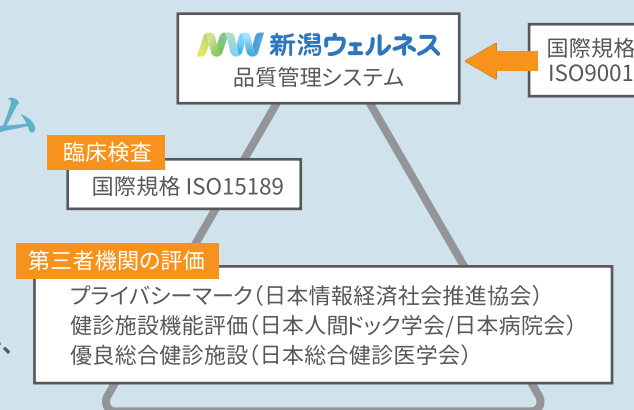 新潟ウェルネス
品質管理システム
国際規格
ISO9001
ム
臨床検査
国際規格 ISO15189
第三者機関の評価
プライバシーマーク（日本情報経済社会推進協会）
健診施設機能評価（日本人間ドック学会/日本病院会）
優良総合健診施設（日本総合健診医学会）
、